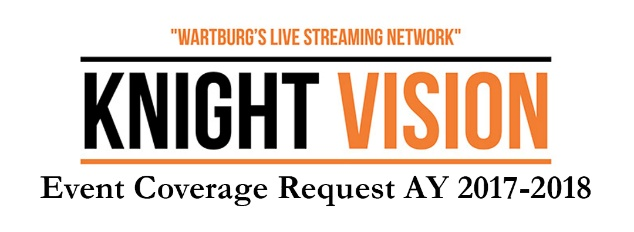 "WARTBURG'S LIVE STREAMING NETWORK"
KNIGHT VISION
Event Coverage Request AY 2017-2018